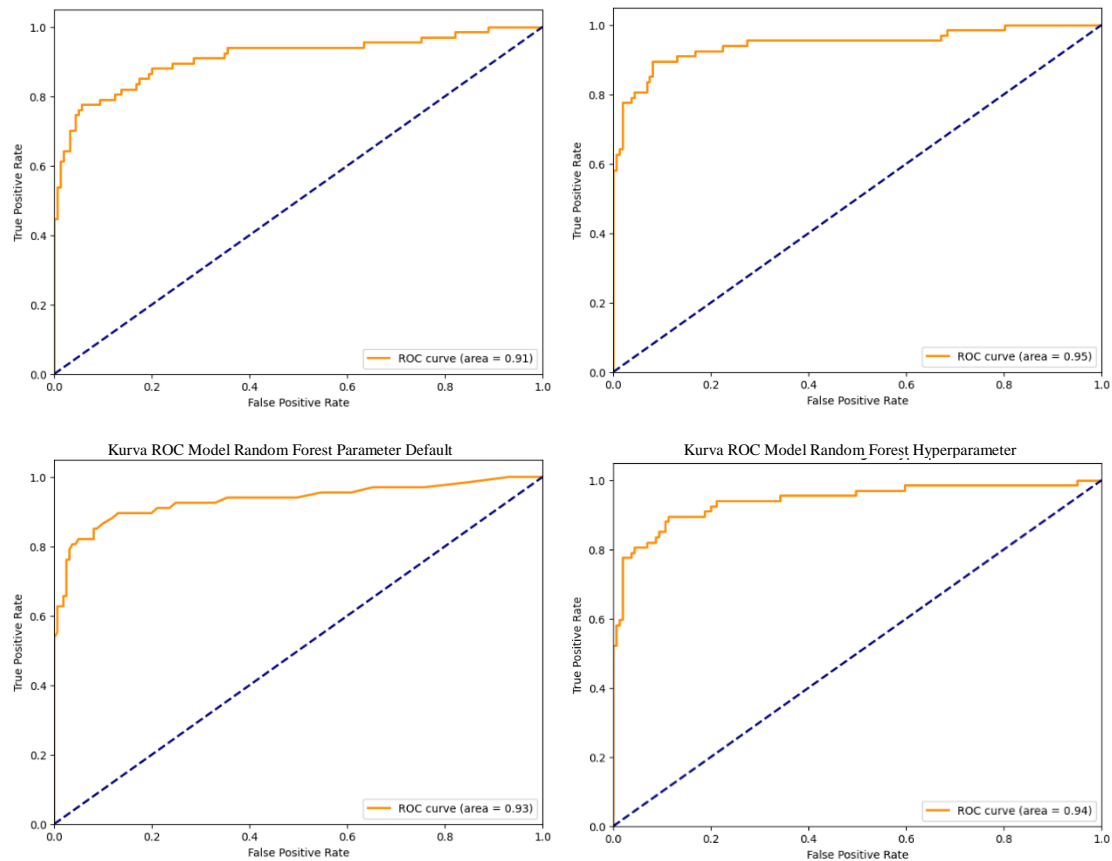 1.0
0.8
0.6
0.4
0.2
0.0
True Positive Rate
ROC curve (area = 0.91)
0.0 0.2 0.4 0.6 0.8 1.0
False Positive Rate
1.0
0.8
0.6
0.4
0.2
0.0
True Positive Rate
ROC curve (area = 0.95)
0.0 0.2 0.4 0.6 0.8 1.0
False Positive Rate
Kurva ROC Model Random Forest Parameter Default
1.0
0.8
0.6
0.4
0.2
0.0
True Positive Rate
ROC curve (area = 0.93)
0.0 0.2 0.4 0.6 0.8 1.0
False Positive Rate
Kurva ROC Model Random Forest Hyperparameter
1.0
0.8
0.6
0.4
0.2
0.0
True Positive Rate
ROC curve (area = 0.94)
0.0 0.2 0.4 0.6 0.8 1.0
False Positive Rate